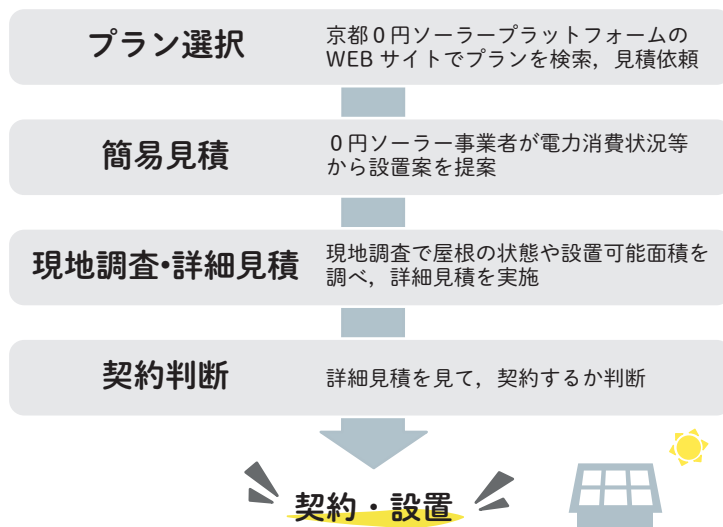 プラン選択
京都０円ソーラープラットフォームの
WEB サイトでプランを検索，見積依頼
簡易見積
０円ソーラー事業者が電力消費状況等
から設置案を提案
現地調査・詳細見積
現地調査で屋根の状態や設置可能面積を
調べ，詳細見積を実施
契約判断
詳細見積を見て，契約するか判断
契約・設置